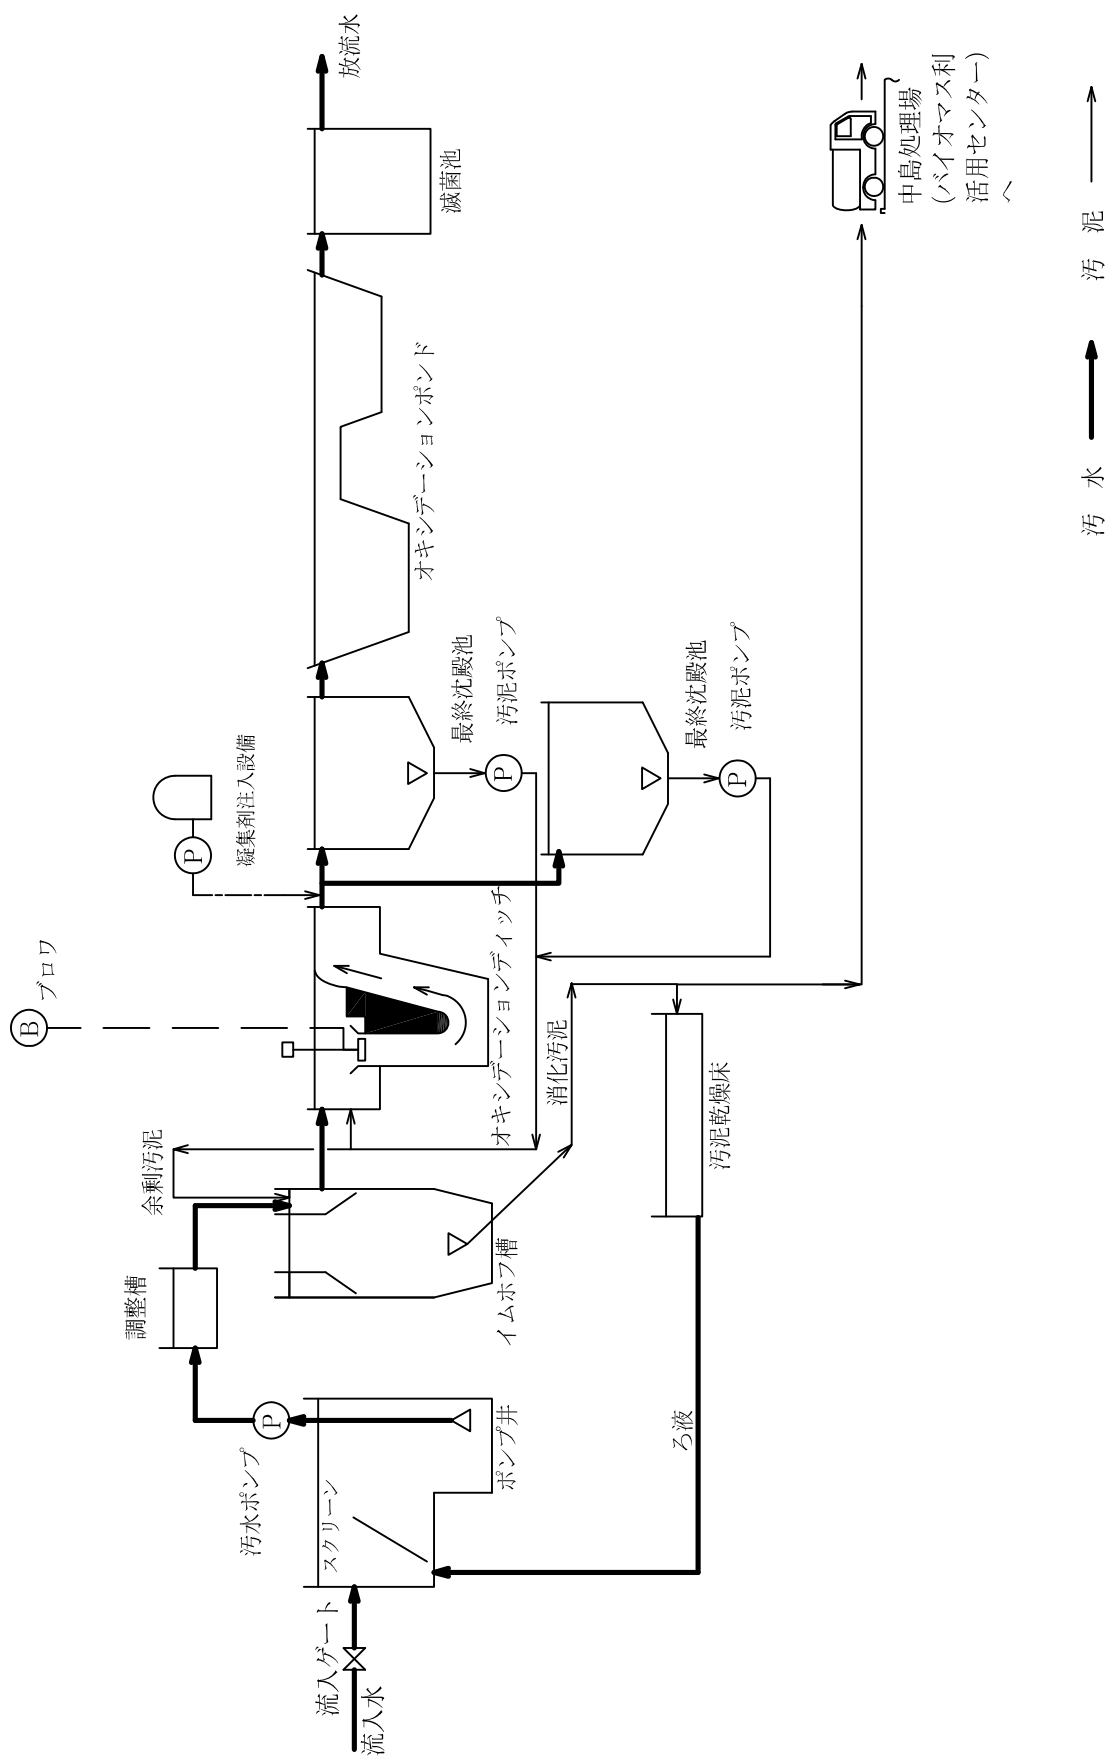 流入水
流入ゲート
スクリーン
ポンプ井
汚水ポンプ
P
調整槽
イムホフ槽
余剰汚泥
消化汚泥
オキシデーションディッチ
B
ブロワ
凝集剤注入設備
P
最終沈殿池
汚泥ポンプ
P
最終沈殿池
汚泥ポンプ
P
オキシデーションポンド
滅菌池
放流水
汚泥乾燥床
ろ液
中島処理場
(バイオマス利
活用センター)
へ
汚 水
汚 泥